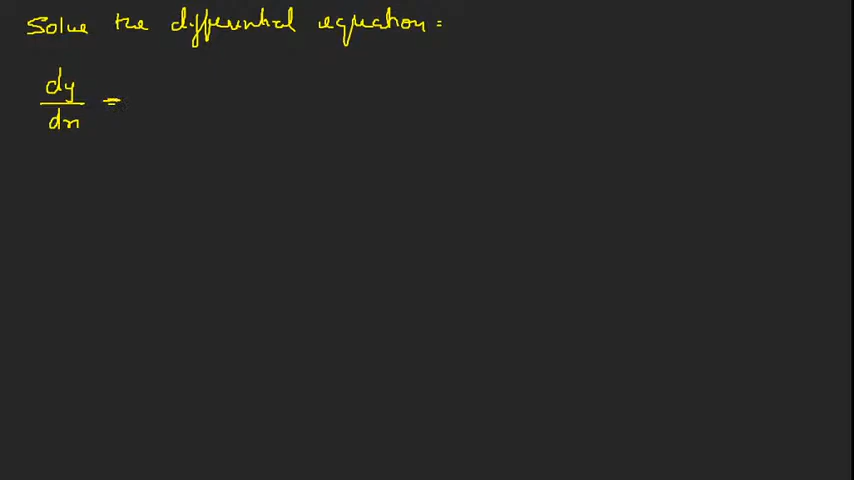 Solve the differential equation :
dy
dx =